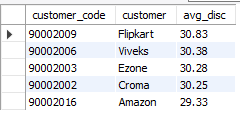 customer_code customer avg_disc
90002009 Flipkart 30.83
90002006 Viveks 30.38
90002003 Ezone 30.28
90002002 Croma 30.25
90002016 Amazon 29.33